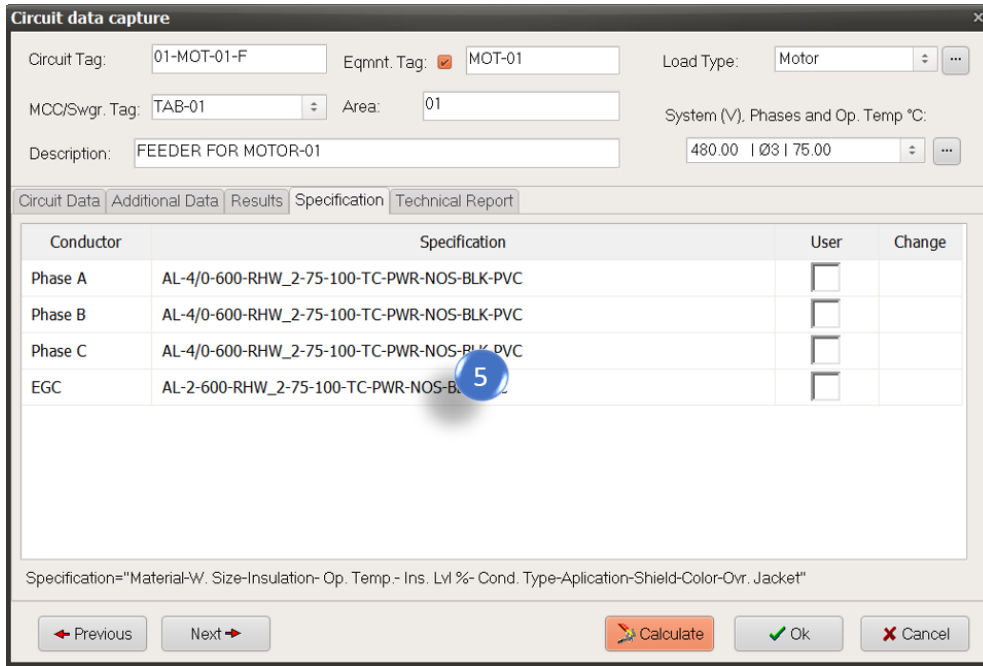 Circuit data capture
Circuit Tag: 01-MOT-01-F Eqmnt. Tag: MOT-01 Load Type: Motor ...
MCC/Swgr. Tag: TAB-01 Area: 01 System (V), Phases and Op. Temp °C:
Description: FEEDER FOR MOTOR-01 480.00 | Ø3 | 75.00 ...
Circuit Data Additional Data Results Specification Technical Report
Conductor Specification User Change
Phase A AL-4/0-600-RHW_2-75-100-TC-PWR-NOS-BLK-PVC
Phase B AL-4/0-600-RHW_2-75-100-TC-PWR-NOS-BLK-PVC
Phase C AL-4/0-600-RHW_2-75-100-TC-PWR-NOS-BLK-PVC
5
EGC AL-2-600-RHW_2-75-100-TC-PWR-NOS-
Specification="Material-W. Size-Insulation- Op. Temp.- Ins. Lvl %- Cond. Type-Aplication-Shield-Color-Ovr. Jacket"
Previous Next Calculate Ok Cancel